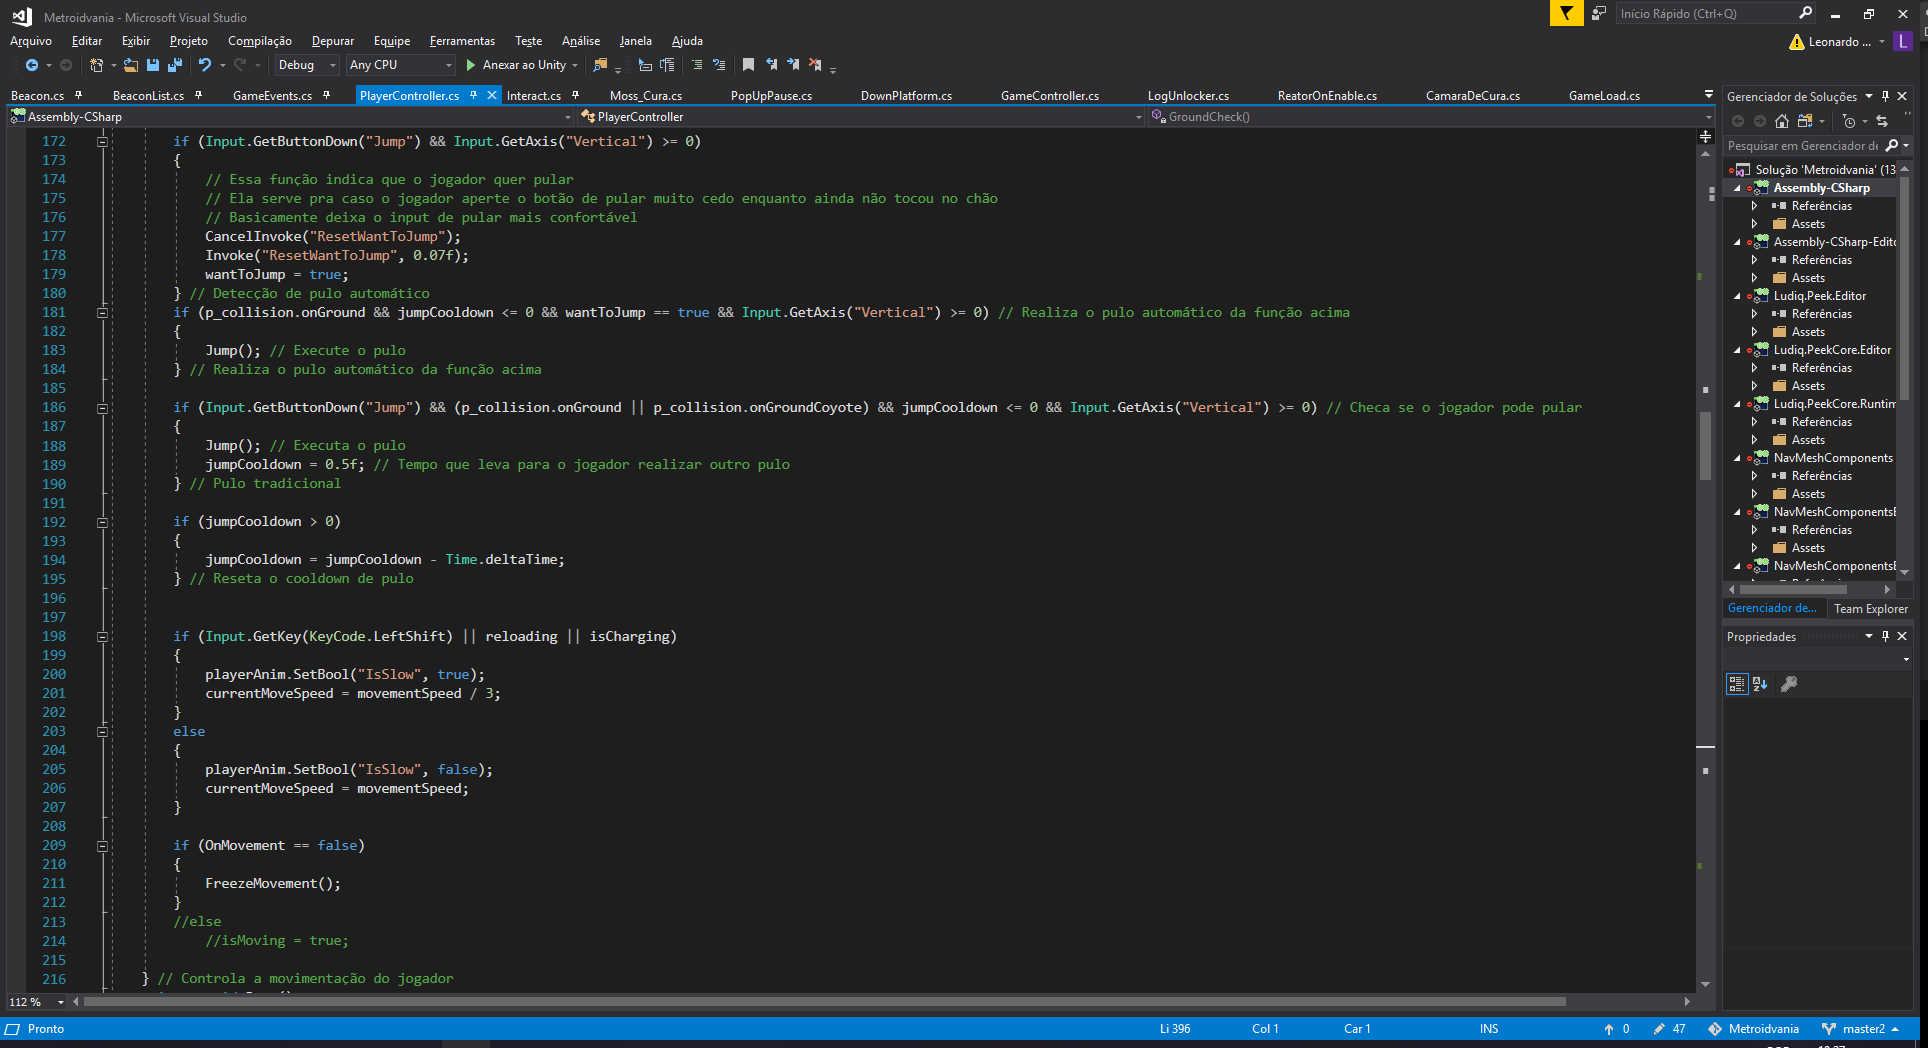 Metroidvania - Microsoft Visual Studio
Início Rápido (Ctrl+Q)
Arquivo Editar Exibir Projeto Compilação Depurar Equipe Ferramentas Teste Análise Janela Ajuda
Leonardo ... L
Debug Any CPU Anexar ao Unity
Beacon.cs BeaconList.cs GameEvents.cs PlayerController.cs Interact.cs Moss_Cura.cs PopUpPause.cs DownPlatform.cs GameController.cs LogUnlocker.cs ReatorOnEnable.cs CamaraDeCura.cs GameLoad.cs
Assembly-CSharp PlayerController GroundCheck()
172 if (Input.GetButtonDown("Jump") && Input.GetAxis("Vertical") >= 0)
173 {
174 // Essa função indica que o jogador quer pular
175 // Ela serve pra caso o jogador aperte o botão de pular muito cedo enquanto ainda não tocou no chão
176 // Basicamente deixa o input de pular mais confortável
177 CancelInvoke("ResetWantToJump");
178 Invoke("ResetWantToJump", 0.07f);
179 wantToJump = true;
180 } // Detecção de pulo automático
181 if (p_collision.onGround && jumpCooldown <= 0 && wantToJump == true && Input.GetAxis("Vertical") >= 0) // Realiza o pulo automático da função acima
182 {
183 Jump(); // Execute o pulo
184 } // Realiza o pulo automático da função acima
185
186 if (Input.GetButtonDown("Jump") && (p_collision.onGround || p_collision.onGroundCoyote) && jumpCooldown <= 0 && Input.GetAxis("Vertical") >= 0) // Checa se o jogador pode pular
187 {
188 Jump(); // Executa o pulo
189 jumpCooldown = 0.5f; // Tempo que leva para o jogador realizar outro pulo
190 } // Pulo tradicional
191
192 if (jumpCooldown > 0)
193 {
194 jumpCooldown = jumpCooldown - Time.deltaTime;
195 } // Reseta o cooldown de pulo
196
197
198 if (Input.GetKey(KeyCode.LeftShift) || reloading || isCharging)
199 {
200 playerAnim.SetBool("IsSlow", true);
201 currentMoveSpeed = movementSpeed / 3;
202 }
203 else
204 {
205 playerAnim.SetBool("IsSlow", false);
206 currentMoveSpeed = movementSpeed;
207 }
208
209 if (OnMovement == false)
210 {
211 FreezeMovement();
212 }
213 //else
214 //isMoving = true;
215
216 } // Controla a movimentação do jogador
112 %
Gerenciador de Soluções
Pesquisar em Gerenciador de
Solução 'Metroidvania' (13
Assembly-CSharp
Referências
Assets
Assembly-CSharp-Edito
Referências
Assets
Ludiq.Peek.Editor
Referências
Assets
Ludiq.PeekCore.Editor
Referências
Assets
Ludiq.PeekCore.Runtim
Referências
Assets
NavMeshComponents
Referências
Assets
NavMeshComponentsE
Referências
Assets
NavMeshComponentsE
Gerenciador de... Team Explorer
Propriedades
Pronto Li 396 Col 1 Car 1 INS 0 47 Metroidvania master2